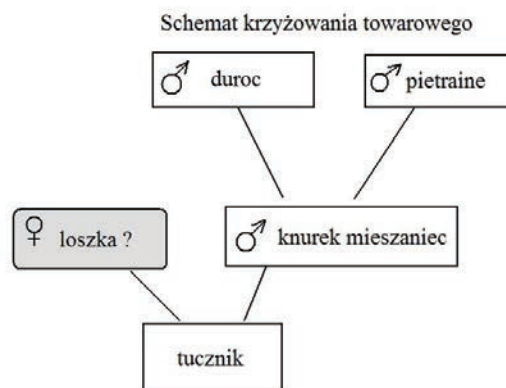 Schemat krzyżowania towarowego
♂ duroc
♂ pietraine
♀ loszka ?
♂ knurek mieszaniec
tucznik